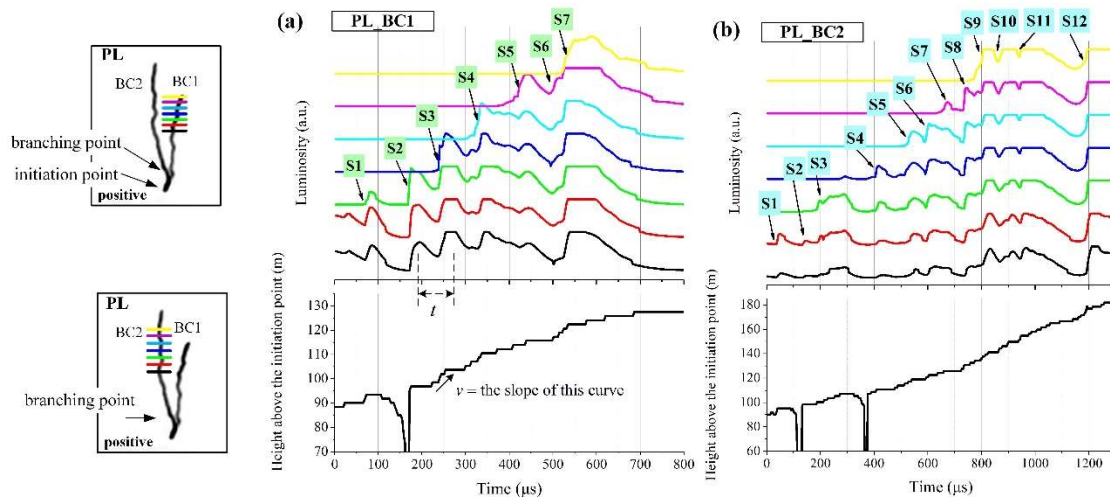 PL
BC2 BC1
branching point
initiation point
positive
PL
BC2 BC1
branching point
positive
(a)
PL_BC1
Luminosity (a.u.)
S1
S2
S3
S4
S5
S6
S7
t
Height above the initiation point (m)
130
120
110
100
90
80
70
v = the slope of this curve
0 100 200 300 400 500 600 700 800
Time (μs)
(b)
PL_BC2
Luminosity (a.u.)
S1
S2
S3
S4
S5
S6
S7
S8
S9
S10
S11
S12
Height above the initiation point (m)
180
160
140
120
100
80
60
0 200 400 600 800 1000 1200
Time (μs)